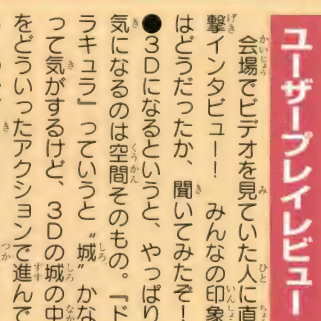 ユーザープレイレビュー
会場でビデオを見ていた人に直
撃インタビュー！ みんなの印象
はどうだったか、聞いてみたぞ！
●3Dになるというと、やっぱり
気になるのは空間そのもの。『ド
ラキュラ』っていうと〝城〟かな
って気がするけど、3Dの城の中
をどういったアクションで進んで